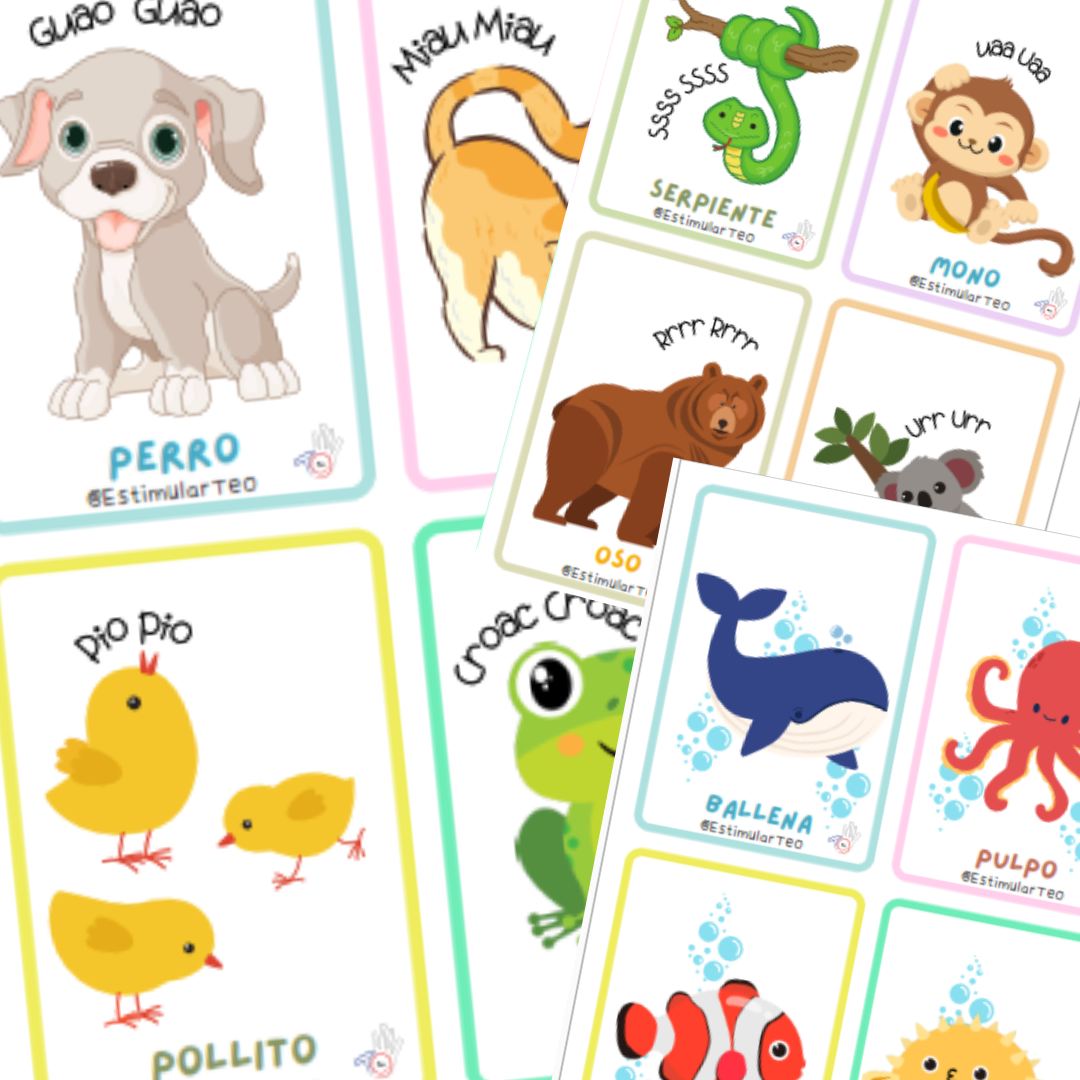 Guao Guao
PERRO
@EstimularTeo
Miau Miau
SSSS SSSS
SERPIENTE
@EstimularTeo
Uaa Uaa
MONO
@EstimularTeo
Rrrr Rrrr
OSO
Urr Urr
Pio Pio
POLLITO
Croac Croac
BALLENA
@EstimularTeo
PULPO
@EstimularTeo